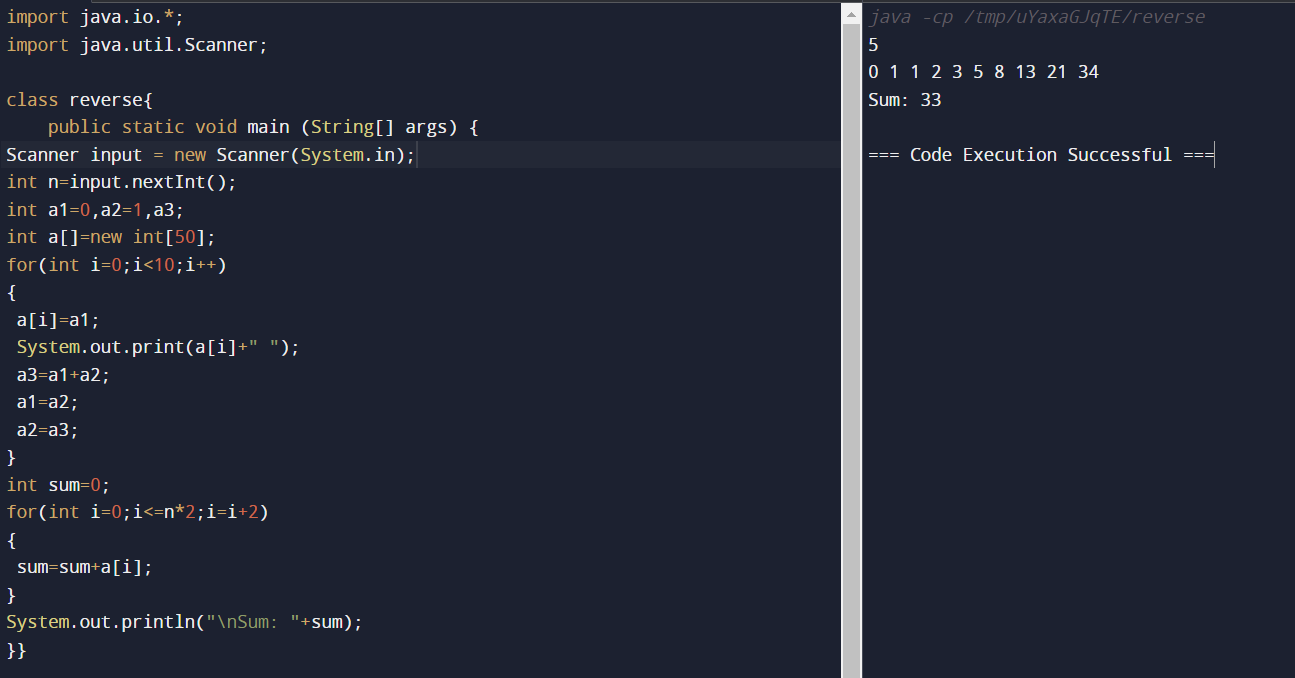 import java.io.*;
import java.util.Scanner;
class reverse{
public static void main (String[] args) {
Scanner input = new Scanner(System.in);
int n=input.nextInt();
int a1=0,a2=1,a3;
int a[]=new int[50];
for(int i=0;i<10;i++)
{
a[i]=a1;
System.out.print(a[i]+" ");
a3=a1+a2;
a1=a2;
a2=a3;
}
int sum=0;
for(int i=0;i<=n*2;i=i+2)
{
sum=sum+a[i];
}
System.out.println("\nSum: "+sum);
}}
java -cp /tmp/uYaxaGJqTE/reverse
5
0 1 1 2 3 5 8 13 21 34
Sum: 33
=== Code Execution Successful ===